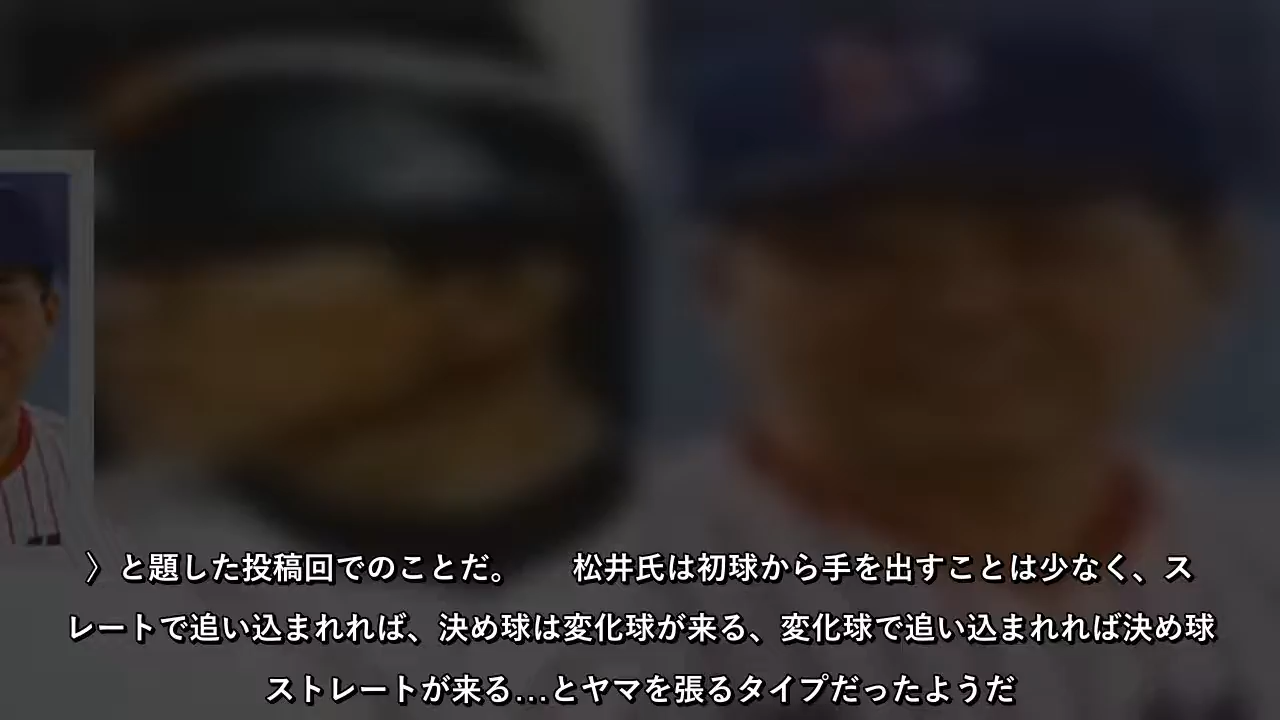 〉と題した投稿回でのことだ。　　松井氏は初球から手を出すことは少なく、ス
レートで追い込まれれば、決め球は変化球が来る、変化球で追い込まれれば決め球
ストレートが来る…とヤマを張るタイプだったようだ